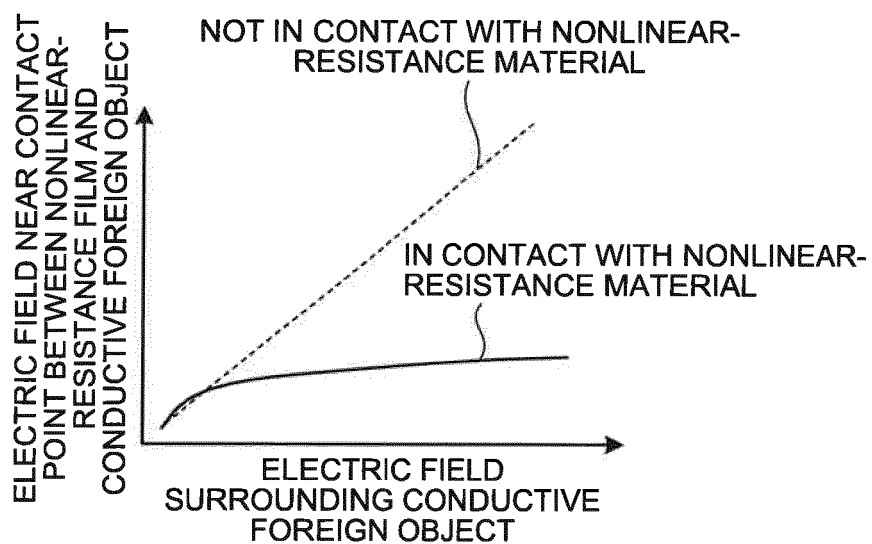 NOT IN CONTACT WITH NONLINEAR-
RESISTANCE MATERIAL
ELECTRIC FIELD NEAR CONTACT
POINT BETWEEN NONLINEAR-
RESISTANCE FILM AND
CONDUCTIVE FOREIGN OBJECT
IN CONTACT WITH NONLINEAR-
RESISTANCE MATERIAL
ELECTRIC FIELD
SURROUNDING CONDUCTIVE
FOREIGN OBJECT